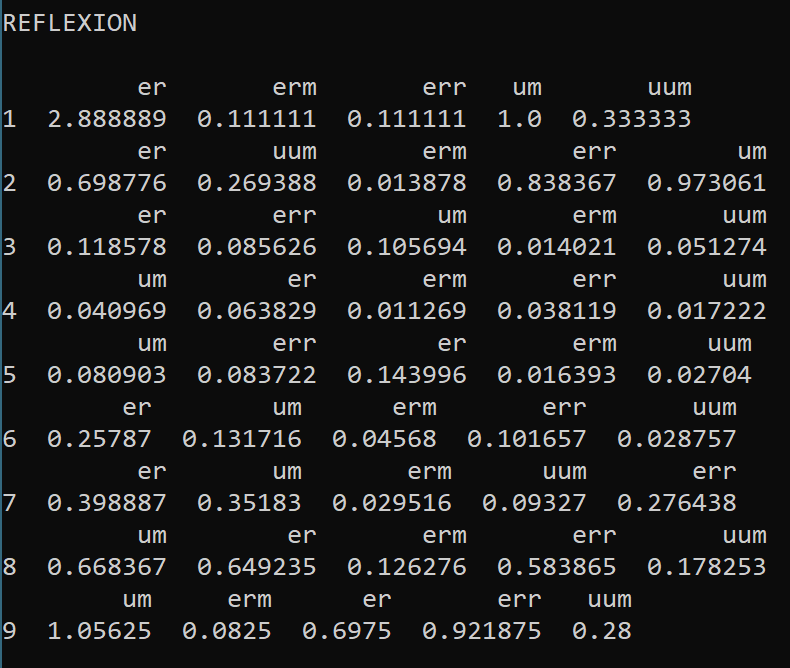 REFLEXION
er erm err um uum
1 2.888889 0.111111 0.111111 1.0 0.333333
er uum erm err um
2 0.698776 0.269388 0.013878 0.838367 0.973061
er err um erm uum
3 0.118578 0.085626 0.105694 0.014021 0.051274
um er erm err uum
4 0.040969 0.063829 0.011269 0.038119 0.017222
um err er erm uum
5 0.080903 0.083722 0.143996 0.016393 0.02704
er um erm err uum
6 0.25787 0.131716 0.04568 0.101657 0.028757
er um erm uum err
7 0.398887 0.35183 0.029516 0.09327 0.276438
um er erm err uum
8 0.668367 0.649235 0.126276 0.583865 0.178253
um erm er err uum
9 1.05625 0.0825 0.6975 0.921875 0.28